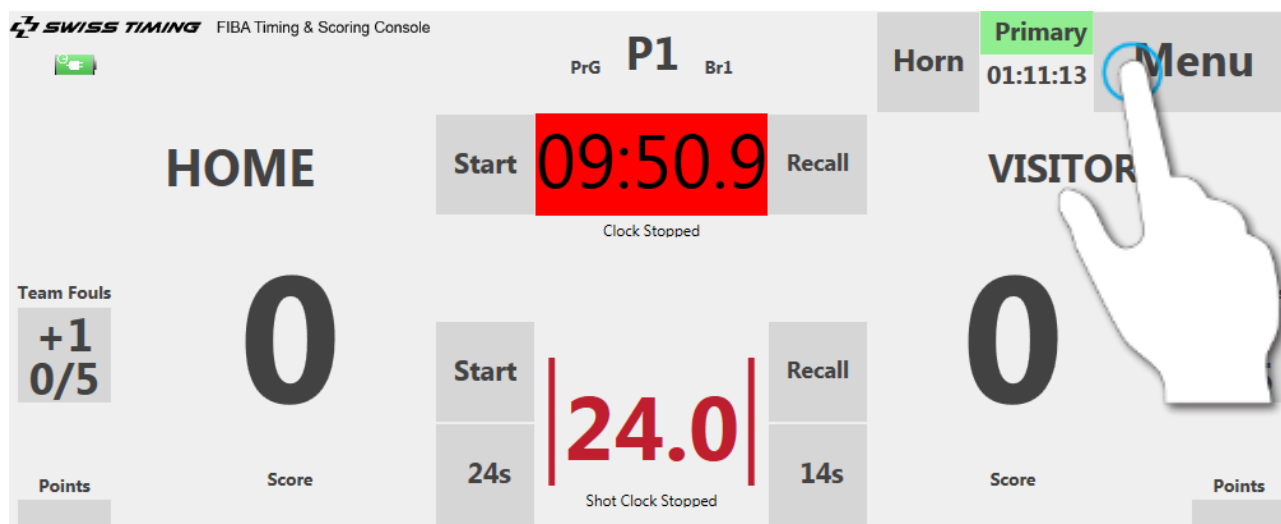 SWISS TIMING FIBA Timing & Scoring Console
PrG P1 Br1
Horn
Primary
01:11:13
Menu
HOME
Start
09:50.9
Recall
Clock Stopped
VISITOR
Team Fouls
+1
0/5
0
Score
Points
Start
24.0
Recall
24s
14s
Shot Clock Stopped
0
Score
Points